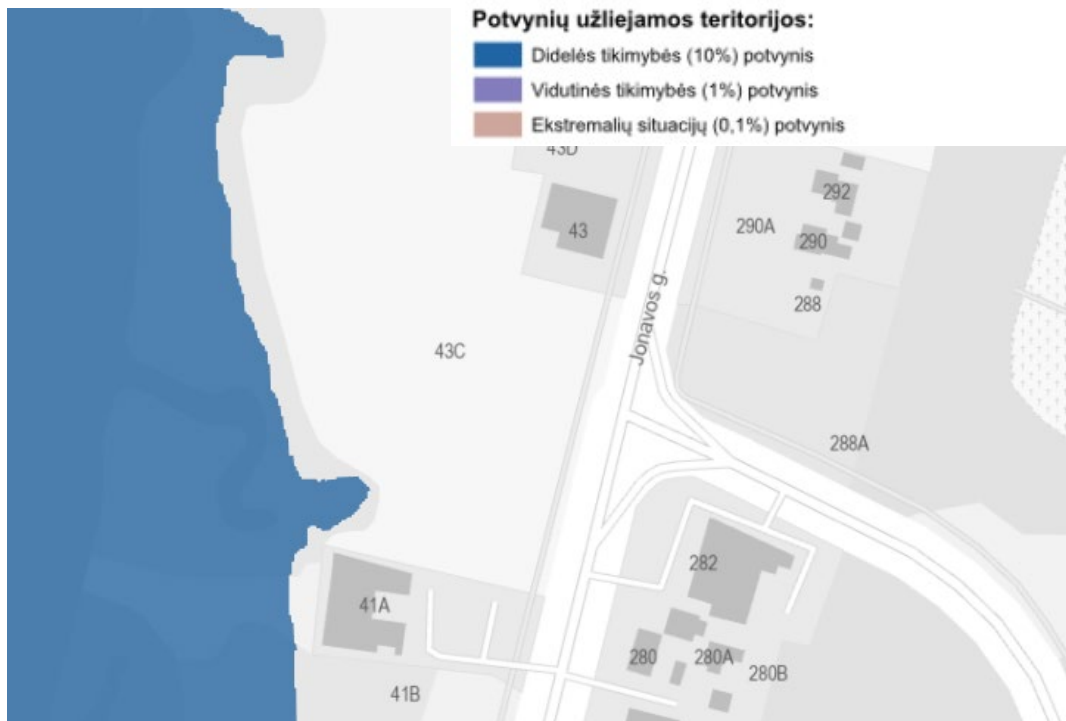 Potvynių užliejamos teritorijos:
Didelės tikimybės (10%) potvynis
Vidutinės tikimybės (1%) potvynis
Ekstremalių situacijų (0,1%) potvynis
43D
292
43
290A
290
Jonavos g.
288
43C
288A
282
41A
280
280A
280B
41B